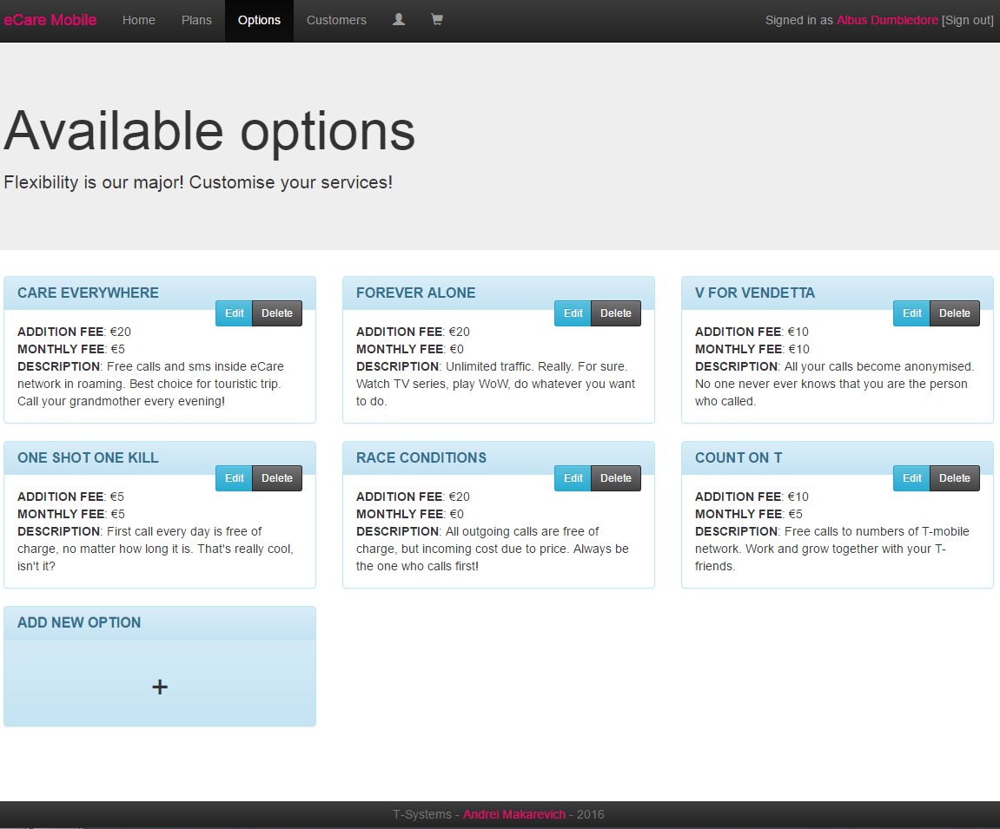 eCare Mobile Home Plans Options Customers Signed in as Albus Dumbledore [Sign out]
Available options
Flexibility is our major! Customise your services!
CARE EVERYWHERE
Edit Delete
ADDITION FEE: €20
MONTHLY FEE: €5
DESCRIPTION: Free calls and sms inside eCare
network in roaming. Best choice for touristic trip.
Call your grandmother every evening!
FOREVER ALONE
Edit Delete
ADDITION FEE: €20
MONTHLY FEE: €0
DESCRIPTION: Unlimited traffic. Really. For sure.
Watch TV series, play WoW, do whatever you want
to do.
V FOR VENDETTA
Edit Delete
ADDITION FEE: €10
MONTHLY FEE: €10
DESCRIPTION: All your calls become anonymised.
No one never ever knows that you are the person
who called.
ONE SHOT ONE KILL
Edit Delete
ADDITION FEE: €5
MONTHLY FEE: €5
DESCRIPTION: First call every day is free of
charge, no matter how long it is. That's really cool,
isn't it?
RACE CONDITIONS
Edit Delete
ADDITION FEE: €20
MONTHLY FEE: €0
DESCRIPTION: All outgoing calls are free of
charge, but incoming cost due to price. Always be
the one who calls first!
COUNT ON T
Edit Delete
ADDITION FEE: €10
MONTHLY FEE: €5
DESCRIPTION: Free calls to numbers of T-mobile
network. Work and grow together with your T-
friends.
ADD NEW OPTION
+
T-Systems - Andrei Makarevich - 2016